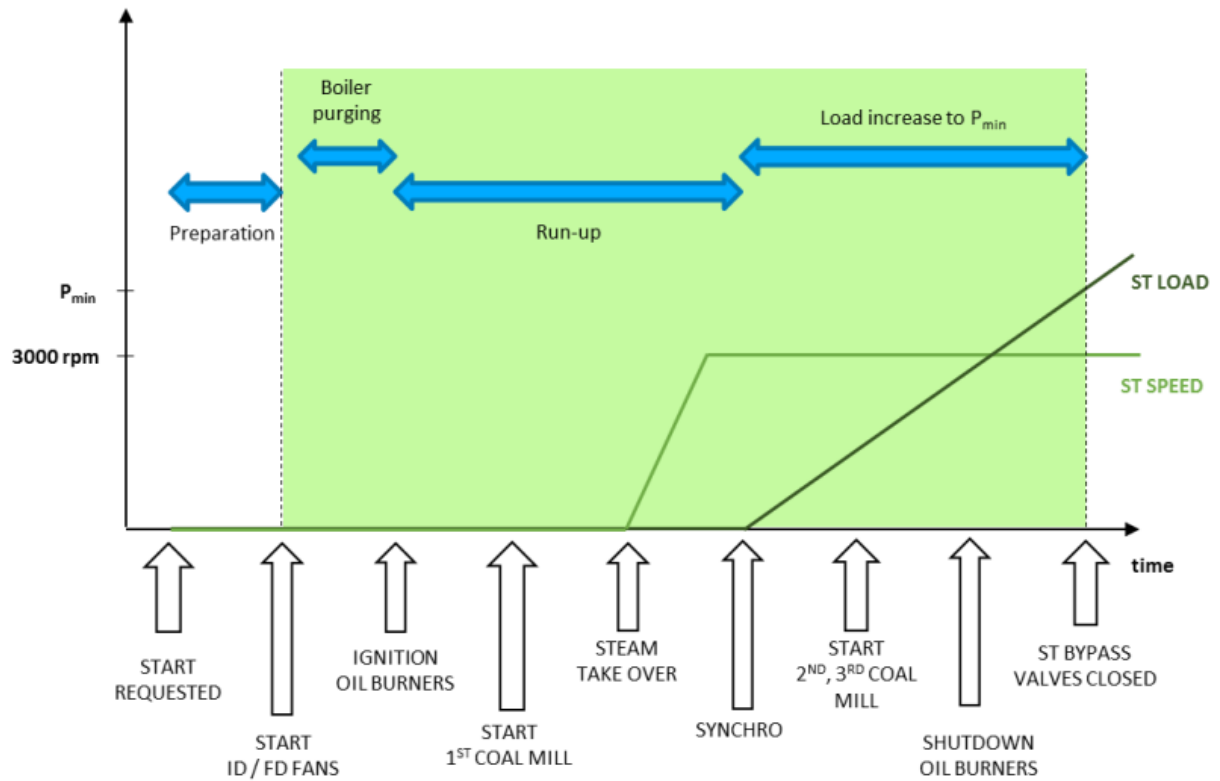 Boiler
purging
Load increase to Pmin
Preparation
Run-up
Pmin
ST LOAD
3000 rpm
ST SPEED
time
START
REQUESTED
START
ID / FD FANS
IGNITION
OIL BURNERS
START
1ST COAL MILL
STEAM
TAKE OVER
SYNCHRO
START
2ND, 3RD COAL
MILL
SHUTDOWN
OIL BURNERS
ST BYPASS
VALVES CLOSED